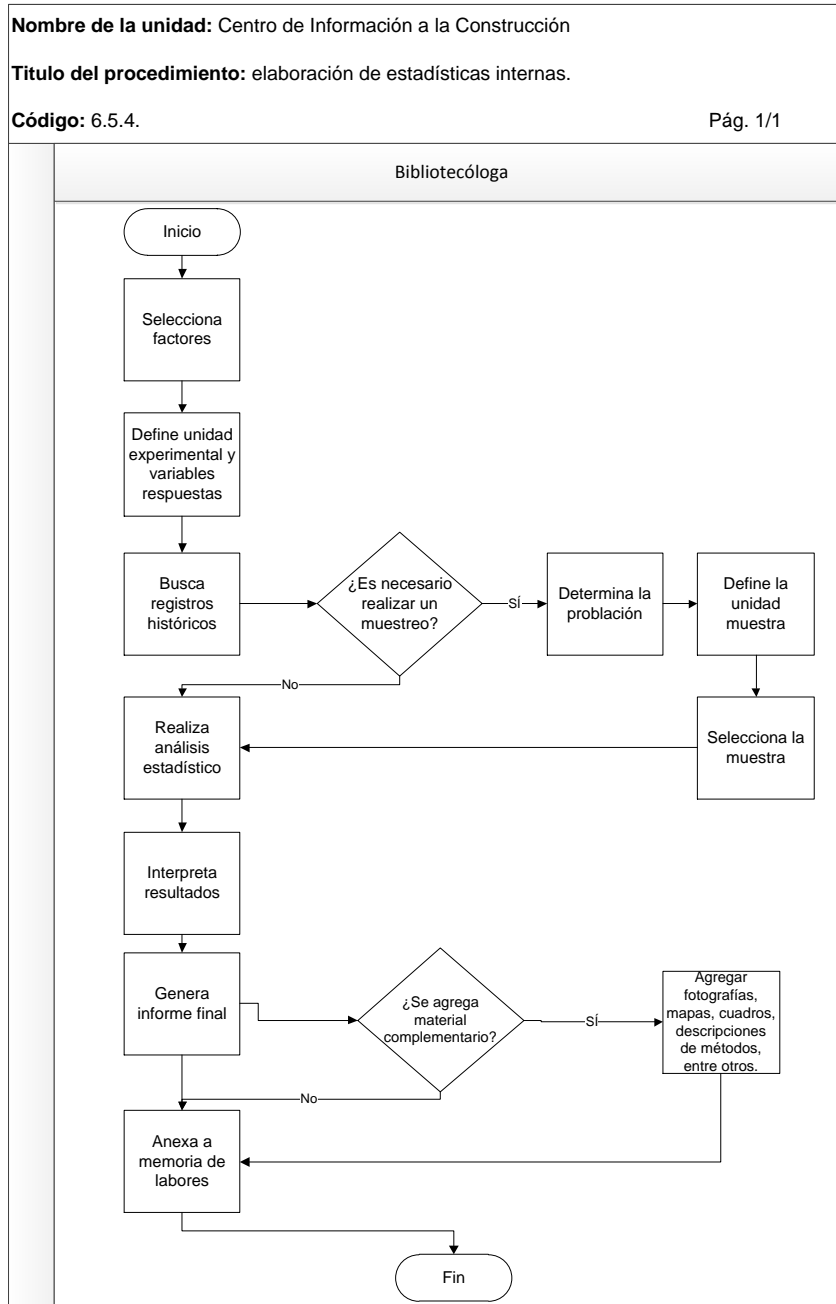 Nombre de la unidad: Centro de Información a la Construcción
Titulo del procedimiento: elaboración de estadísticas internas.
Código: 6.5.4. Pág. 1/1
Bibliotecóloga
Inicio
Selecciona
factores
Define unidad
experimental y
variables
respuestas
Busca
registros
históricos
¿Es necesario
realizar un
muestreo?
SÍ
Determina la
problación
Define la
unidad
muestra
No
Selecciona la
muestra
Realiza
análisis
estadístico
Interpreta
resultados
Genera
informe final
¿Se agrega
material
complementario?
SÍ
Agregar
fotografías,
mapas, cuadros,
descripciones
de métodos,
entre otros.
No
Anexa a
memoria de
labores
Fin